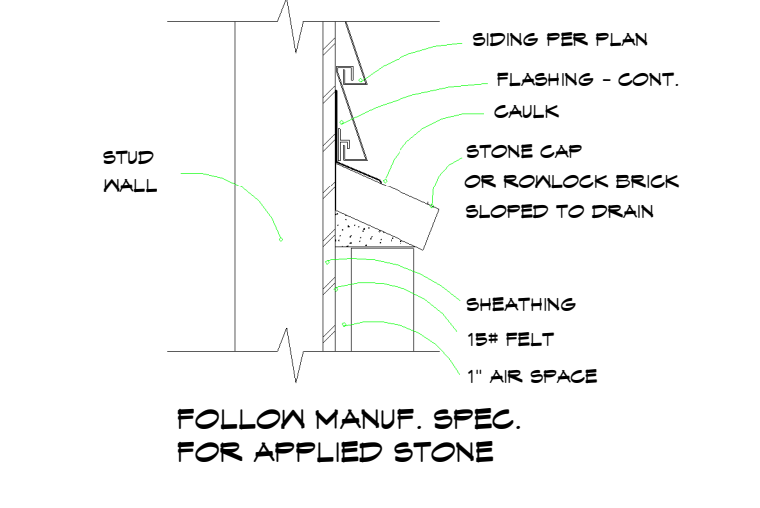 SIDING PER PLAN
FLASHING - CONT.
CAULK
STONE CAP
OR ROWLOCK BRICK
SLOPED TO DRAIN
STUD
WALL
SHEATHING
15# FELT
1" AIR SPACE
FOLLOW MANUF. SPEC.
FOR APPLIED STONE